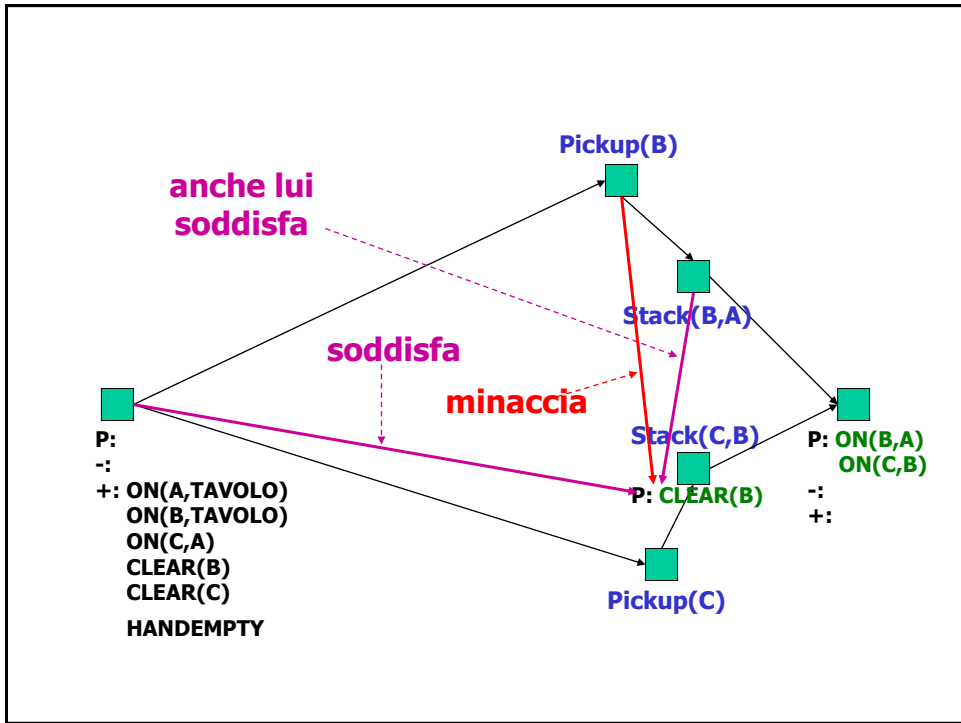 Pickup(B)
anche lui
soddisfa
Stack(B,A)
soddisfa
minaccia
Stack(C,B)
P: CLEAR(B)
Pickup(C)
P:
-:
+: ON(A,TAVOLO)
ON(B,TAVOLO)
ON(C,A)
CLEAR(B)
CLEAR(C)
HANDEMPTY
P: ON(B,A)
ON(C,B)
-:
+: